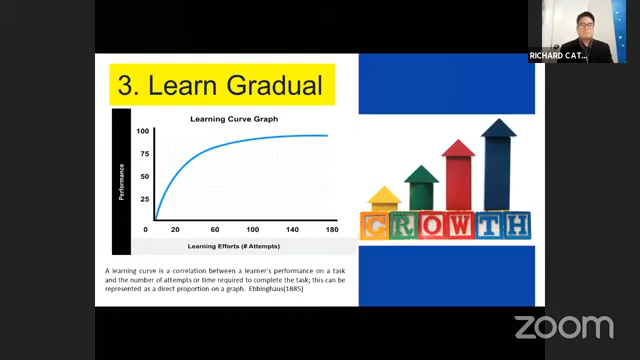 RICHARD CAT...
3. Learn Gradual
Learning Curve Graph
100
75
50
25
Performance
0 20 60 100 140 180
Learning Efforts (# Attempts)
A learning curve is a correlation between a learner's performance on a task
and the number of attempts or time required to complete the task; this can be
represented as a direct proportion on a graph. Ebbinghaus(1885)
GROWTH
zoom